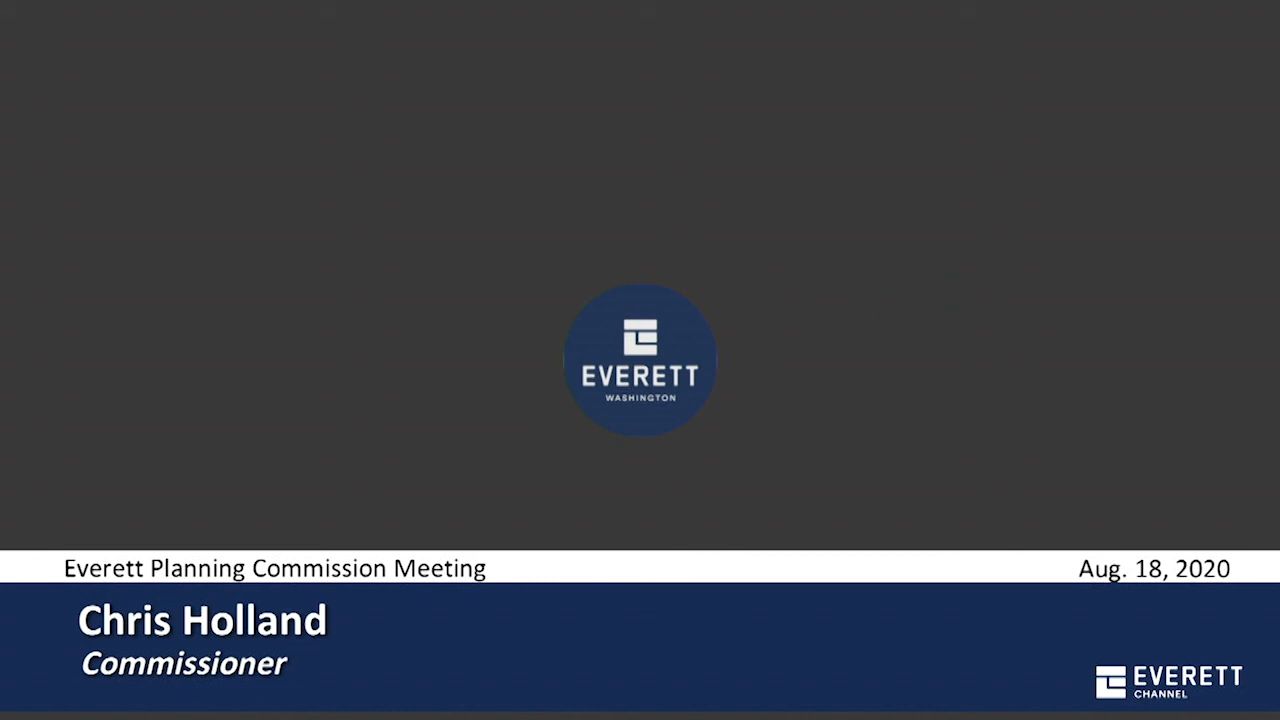 EVERETT
WASHINGTON
Everett Planning Commission Meeting
Aug. 18, 2020
Chris Holland
Commissioner
EVERETT
CHANNEL